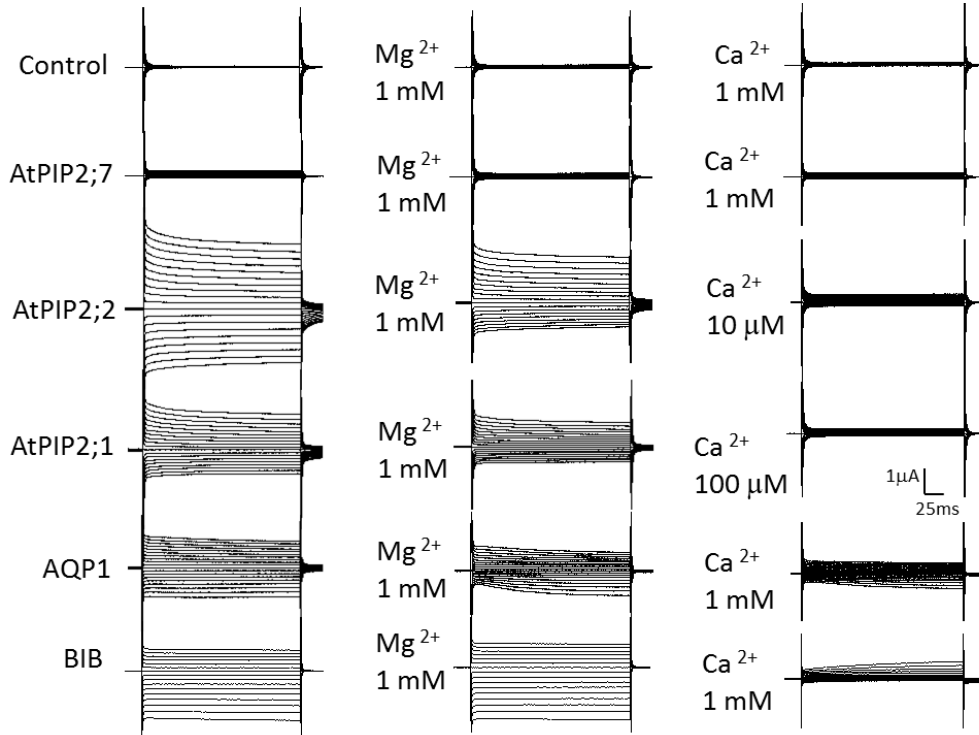 Control
Mg 2+
1 mM
Ca 2+
1 mM
AtPIP2;7
Mg 2+
1 mM
Ca 2+
1 mM
AtPIP2;2
Mg 2+
1 mM
Ca 2+
10 μM
AtPIP2;1
Mg 2+
1 mM
Ca 2+
100 μM
1μA
25ms
AQP1
Mg 2+
1 mM
Ca 2+
1 mM
BIB
Mg 2+
1 mM
Ca 2+
1 mM